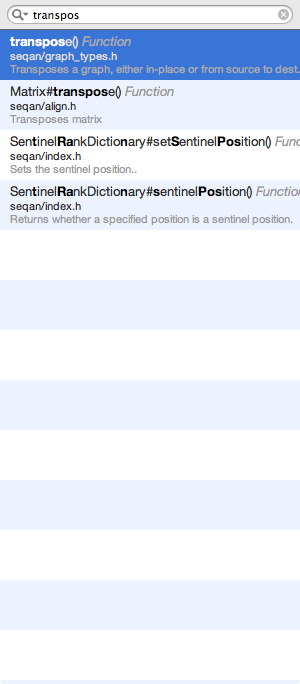 transpos
transpose() Function
seqan/graph_types.h
Transposes a graph, either in-place or from source to dest.
Matrix#transpose() Function
seqan/align.h
Transposes matrix
SentinelRankDictionary#setSentinelPosition() Func
seqan/index.h
Sets the sentinel position..
SentinelRankDictionary#sentinelPosition() Function
seqan/index.h
Returns whether a specified position is a sentinel position.